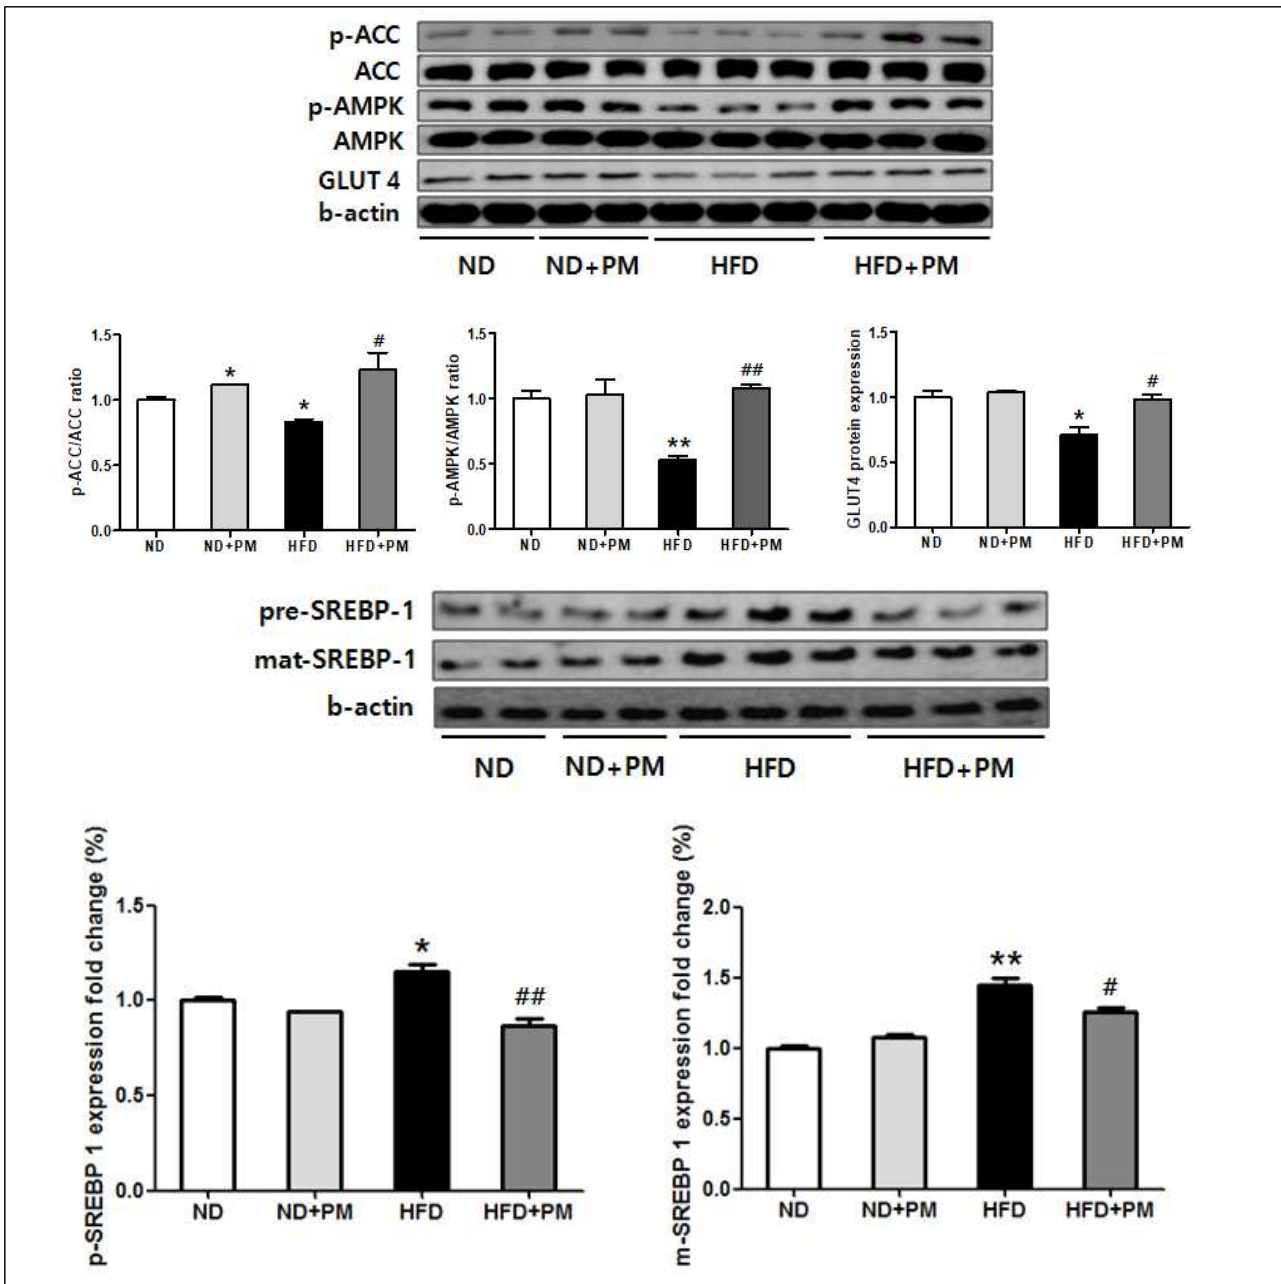 p-ACC
ACC
p-AMPK
AMPK
GLUT 4
b-actin
ND ND+PM HFD HFD+PM
p-ACC/ACC ratio
1.5
1.0
0.5
0.0
* * #
ND ND+PM HFD HFD+PM
p-AMPK/AMPK ratio
1.5
1.0
0.5
0.0
** ##
ND ND+PM HFD HFD+PM
GLUT4 protein expression
1.5
1.0
0.5
0.0
* #
ND ND+PM HFD HFD+PM
pre-SREBP-1
mat-SREBP-1
b-actin
ND ND+PM HFD HFD+PM
p-SREBP 1 expression fold change (%)
1.5
1.0
0.5
0.0
* ##
ND ND+PM HFD HFD+PM
m-SREBP 1 expression fold change (%)
2.0
1.5
1.0
0.5
0.0
** #
ND ND+PM HFD HFD+PM